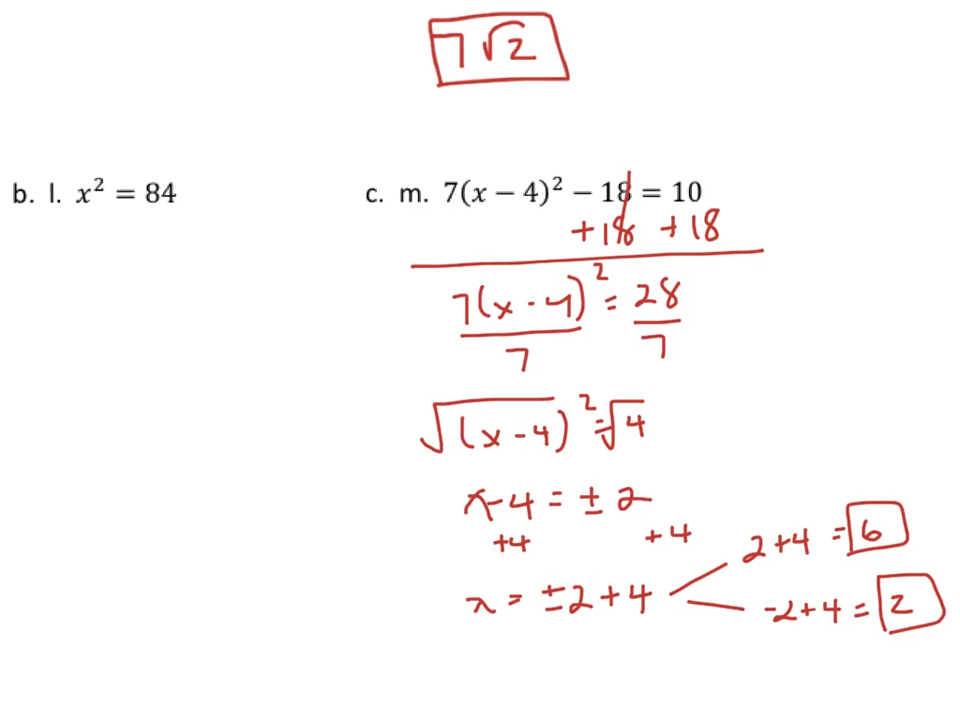 7√2
b. l. x² = 84
c. m. 7(x − 4)² − 18 = 10
+18 +18
7(x - 4)² = 28
7 7
√(x - 4)² = √4
x - 4 = ± 2
+4 +4
2 + 4 = 6
x = ±2 + 4
-2 + 4 = 2